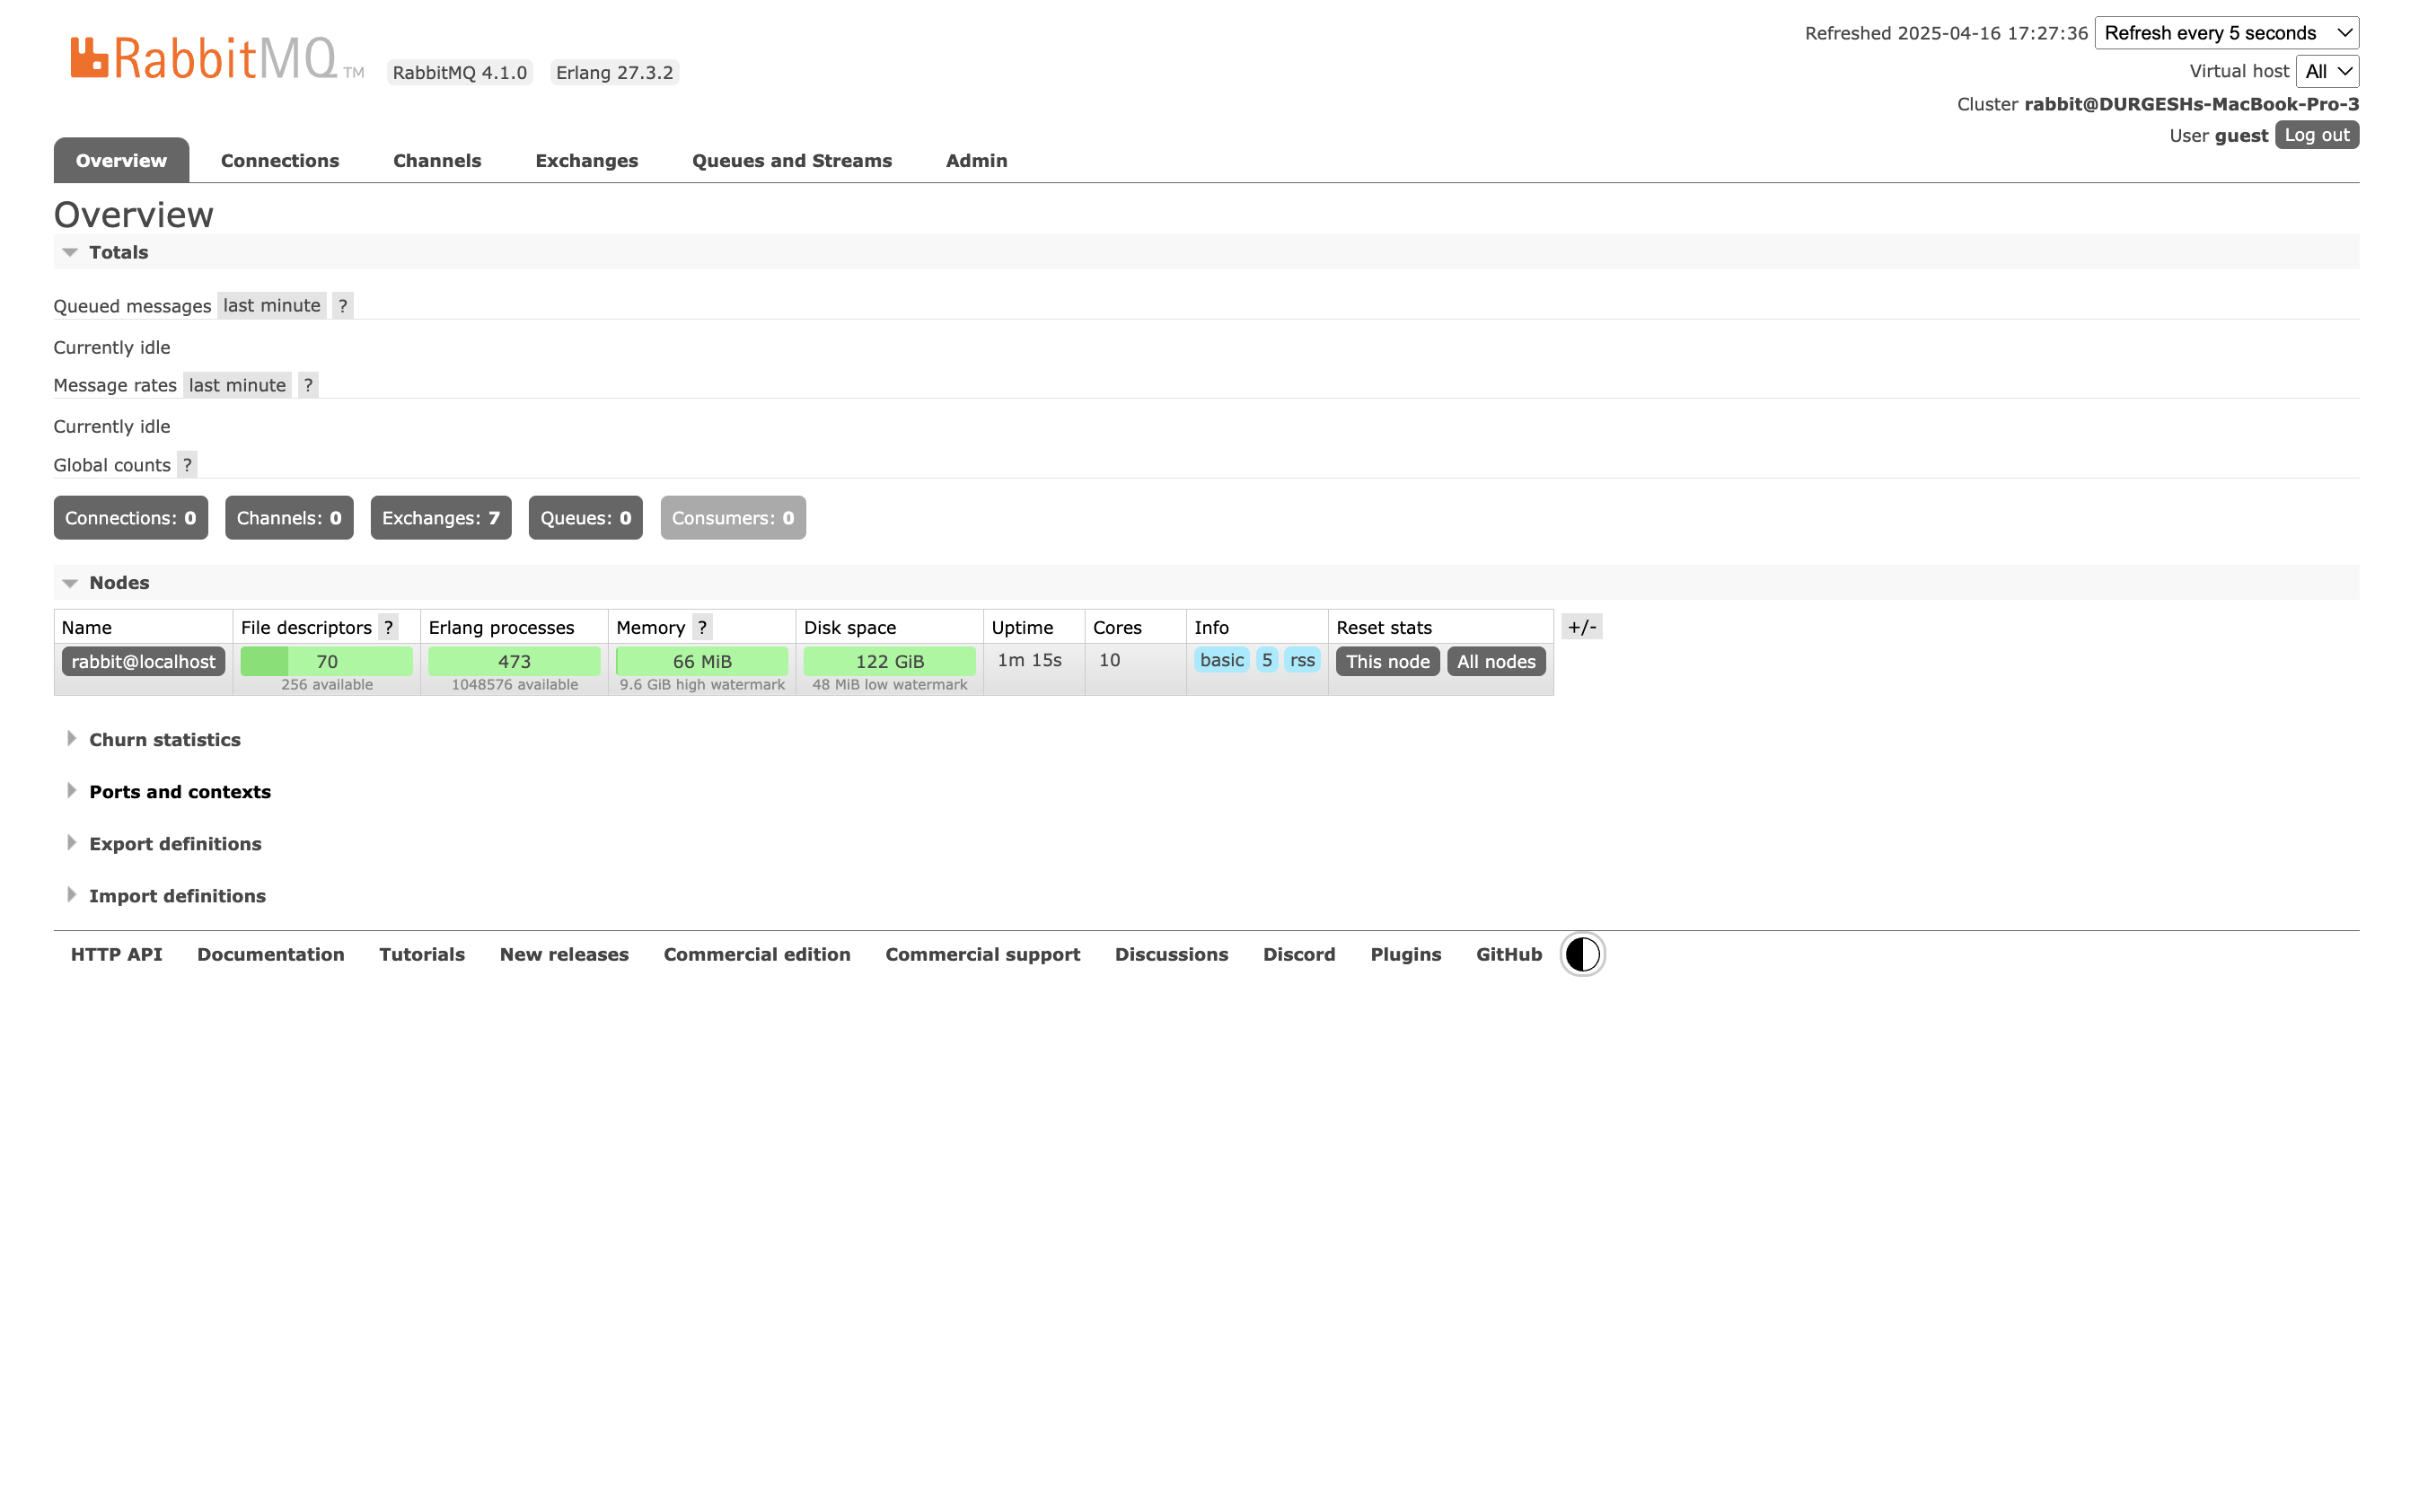 RabbitMQ TM RabbitMQ 4.1.0 Erlang 27.3.2
Refreshed 2025-04-16 17:27:36 Refresh every 5 seconds
Virtual host All
Cluster rabbit@DURGESHs-MacBook-Pro-3
User guest Log out
Overview Connections Channels Exchanges Queues and Streams Admin
Overview
Totals
Queued messages last minute ?
Currently idle
Message rates last minute ?
Currently idle
Global counts ?
Connections: 0 Channels: 0 Exchanges: 7 Queues: 0 Consumers: 0
Nodes
Name File descriptors ? Erlang processes Memory ? Disk space Uptime Cores Info Reset stats +/-
rabbit@localhost 70 473 66 MiB 122 GiB 1m 15s 10 basic 5 rss This node All nodes
256 available 1048576 available 9.6 GiB high watermark 48 MiB low watermark
Churn statistics
Ports and contexts
Export definitions
Import definitions
HTTP API Documentation Tutorials New releases Commercial edition Commercial support Discussions Discord Plugins GitHub